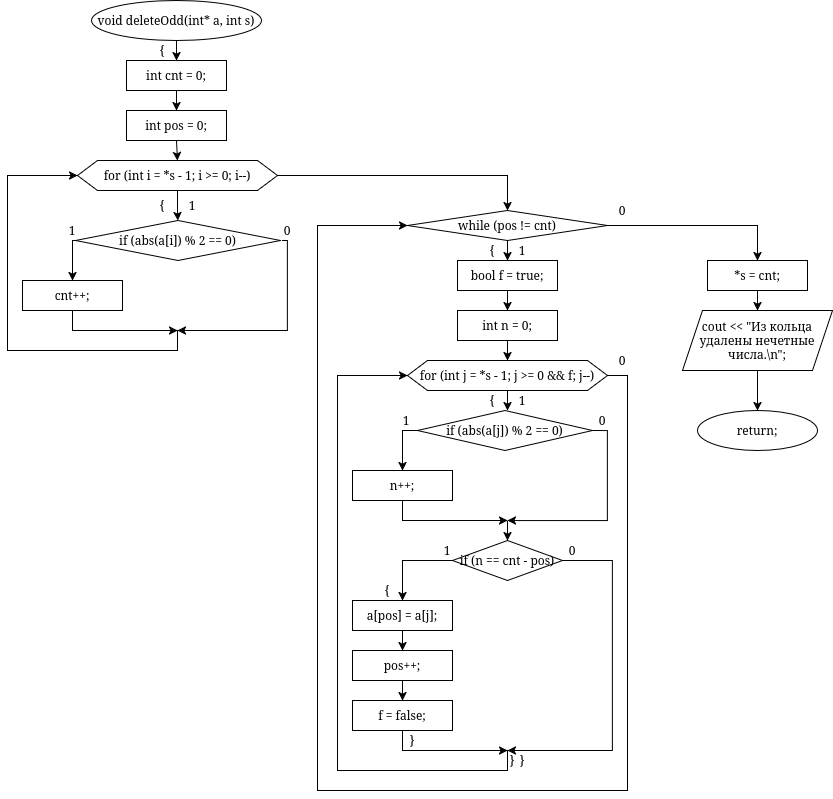 void deleteOdd(int* a, int s)
{
int cnt = 0;
int pos = 0;
for (int i = *s - 1; i >= 0; i--)
{ 1
1
if (abs(a[i]) % 2 == 0)
0
cnt++;
while (pos != cnt)
0
{ 1
bool f = true;
int n = 0;
for (int j = *s - 1; j >= 0 && f; j--)
0
{ 1
1
if (abs(a[j]) % 2 == 0)
0
n++;
1
if (n == cnt - pos)
0
{
a[pos] = a[j];
pos++;
f = false;
}
} }
*s = cnt;
cout << "Из кольца
удалены нечетные
числа.\n";
return;